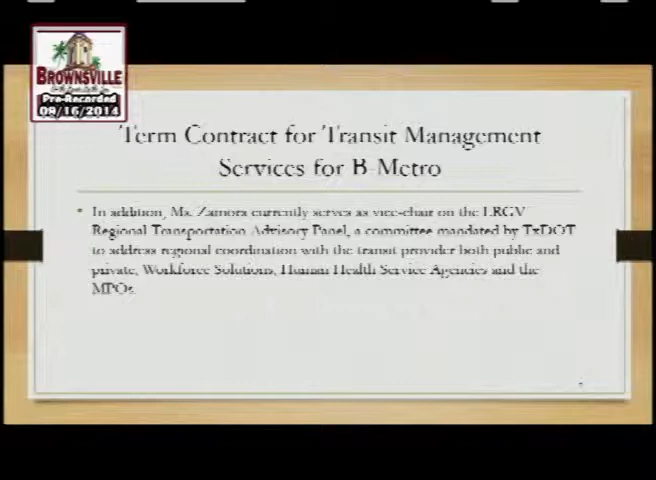 BROWNSVILLE
Pre-Recorded
09/16/2014
Term Contract for Transit Management
Services for B-Metro
• In addition, Ms. Zamora currently serves as vice-chair on the LRGV
Regional Transportation Advisory Panel, a committee mandated by TxDOT
to address regional coordination with the transit provider both public and
private, Workforce Solutions, Human Health Service Agencies and the
MPOs.